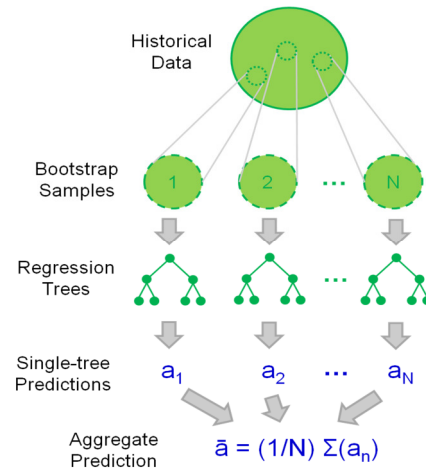 Historical
Data
Bootstrap
Samples
1 2 ... N
Regression
Trees
...
Single-tree
Predictions
a₁ a₂ ... aN
Aggregate
Prediction
ā = (1/N) Σ(aₙ)